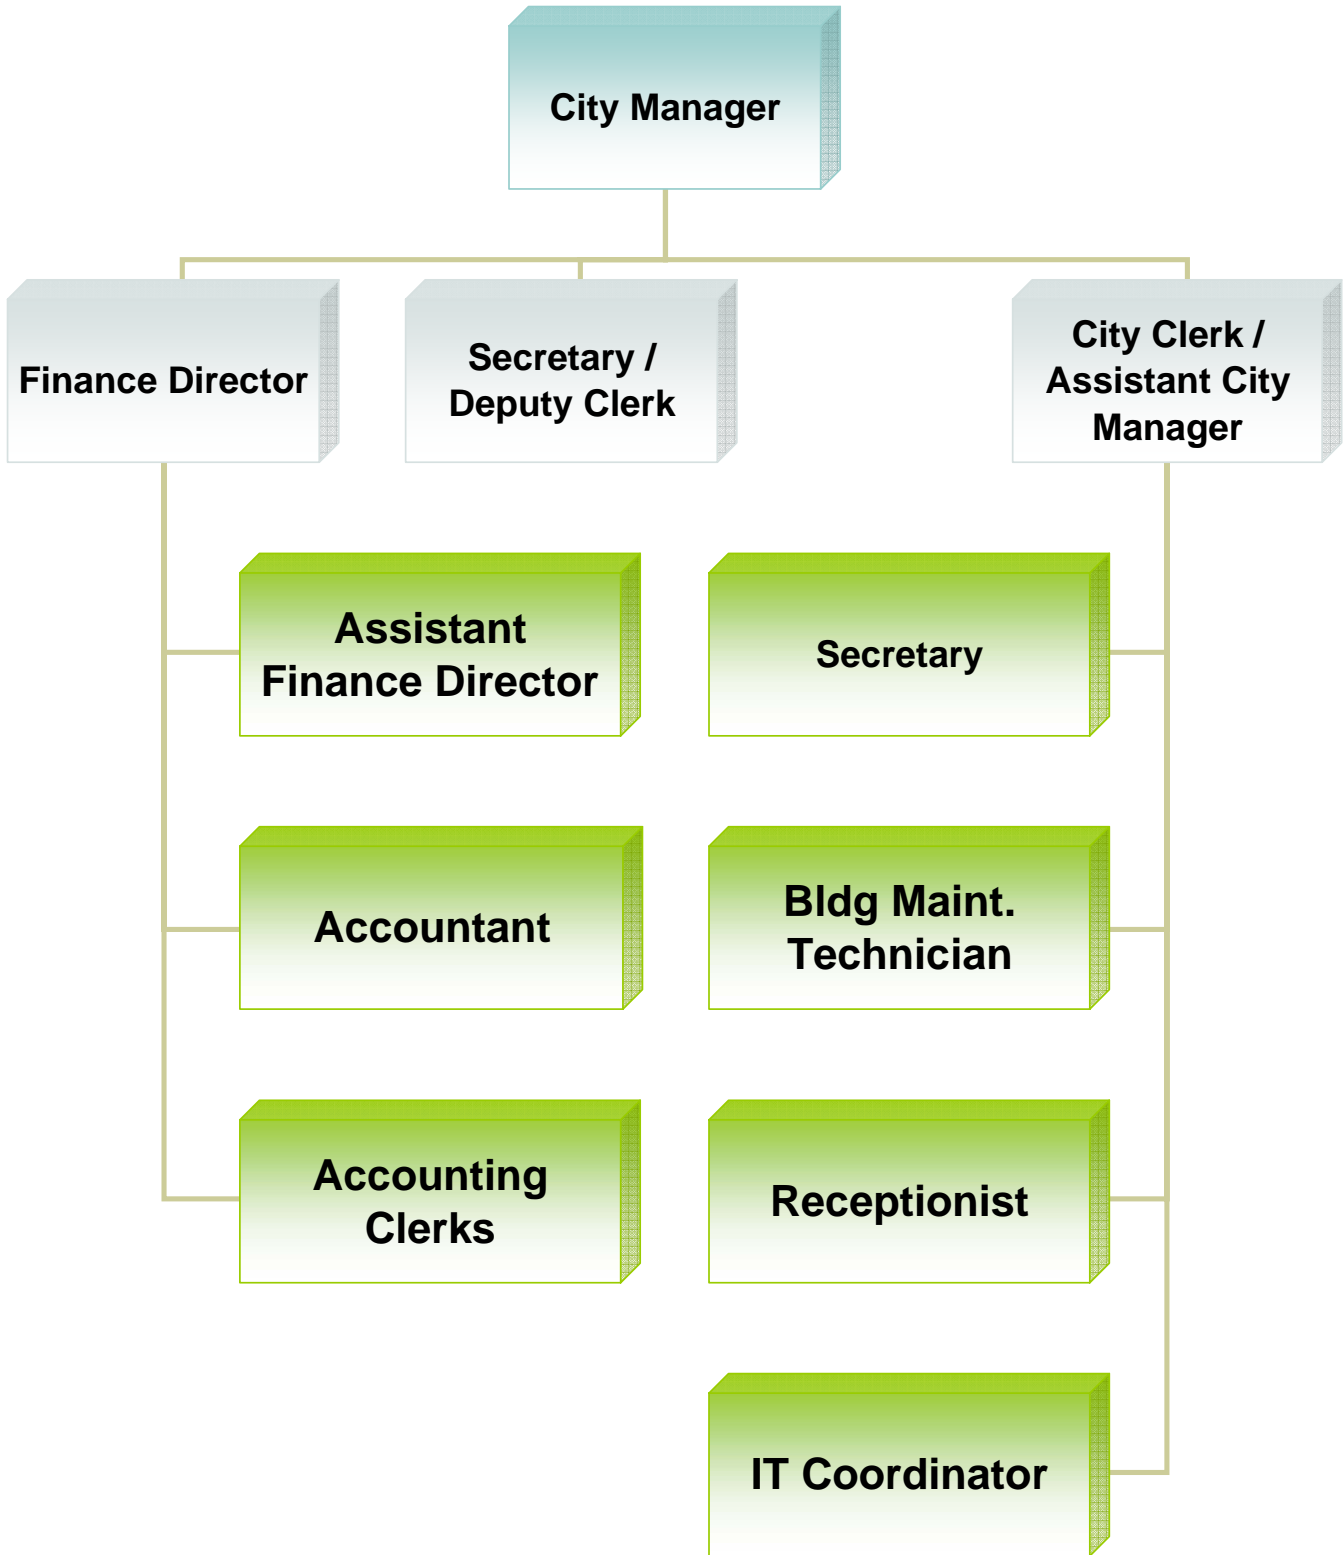 City Manager
Finance Director
Secretary /
Deputy Clerk
City Clerk /
Assistant City
Manager
Assistant
Finance Director
Secretary
Accountant
Bldg Maint.
Technician
Accounting
Clerks
Receptionist
IT Coordinator